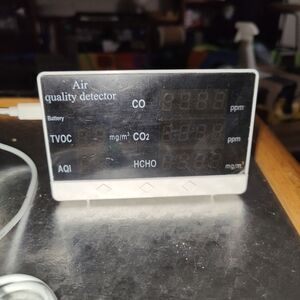 Air
quality detector
CO
ppm
Battery
TVOC
mg/m³
CO₂
ppm
AQI
HCHO
mg/m³